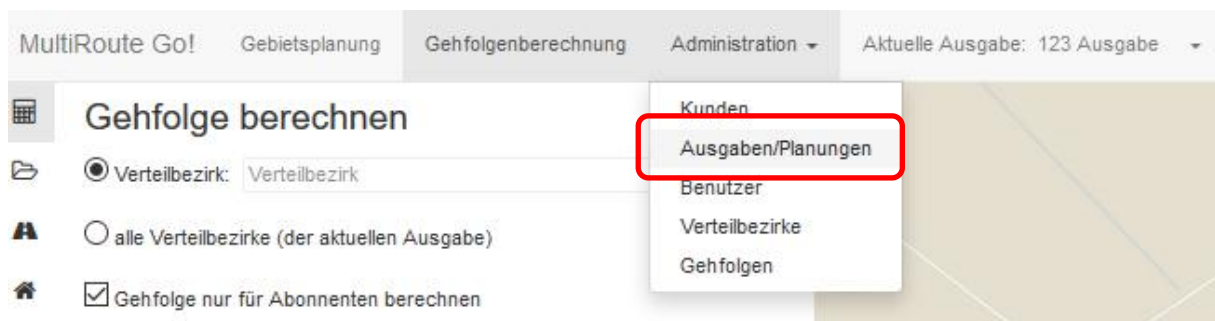 MultiRoute Go! Gebietsplanung Gehfolgenberechnung Administration Aktuelle Ausgabe: 123 Ausgabe
Gehfolge berechnen
Verteilbezirk: Verteilbezirk
alle Verteilbezirke (der aktuellen Ausgabe)
Gehfolge nur für Abonnenten berechnen
Kunden
Ausgaben/Planungen
Benutzer
Verteilbezirke
Gehfolgen